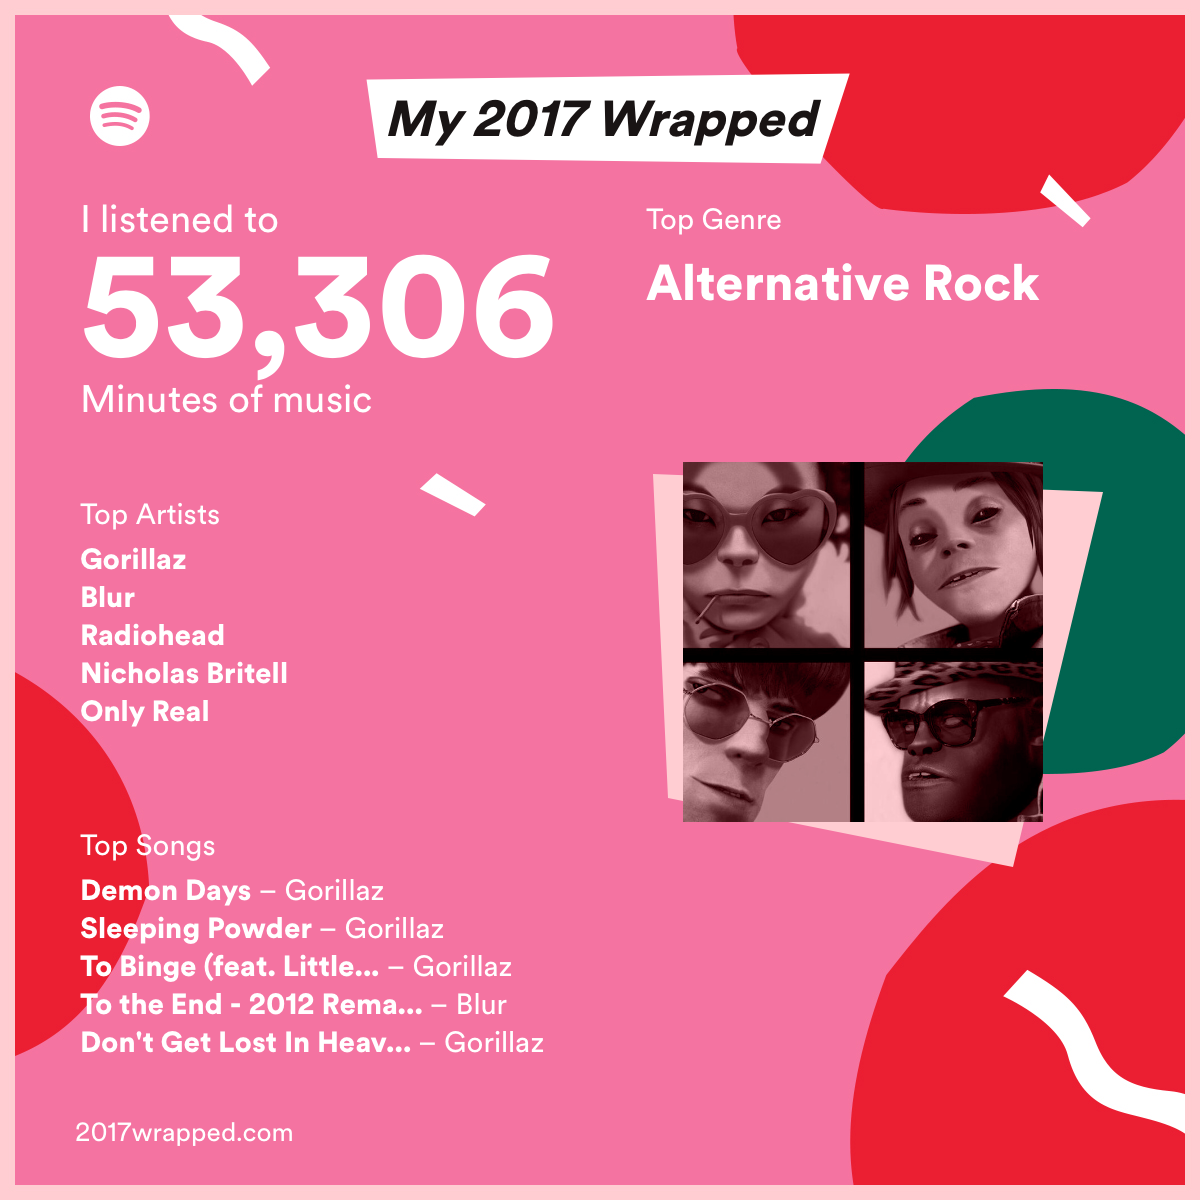 My 2017 Wrapped
I listened to
53,306
Minutes of music
Top Genre
Alternative Rock
Top Artists
Gorillaz
Blur
Radiohead
Nicholas Britell
Only Real
Top Songs
Demon Days – Gorillaz
Sleeping Powder – Gorillaz
To Binge (feat. Little... – Gorillaz
To the End - 2012 Rema... – Blur
Don't Get Lost In Heav... – Gorillaz
2017wrapped.com